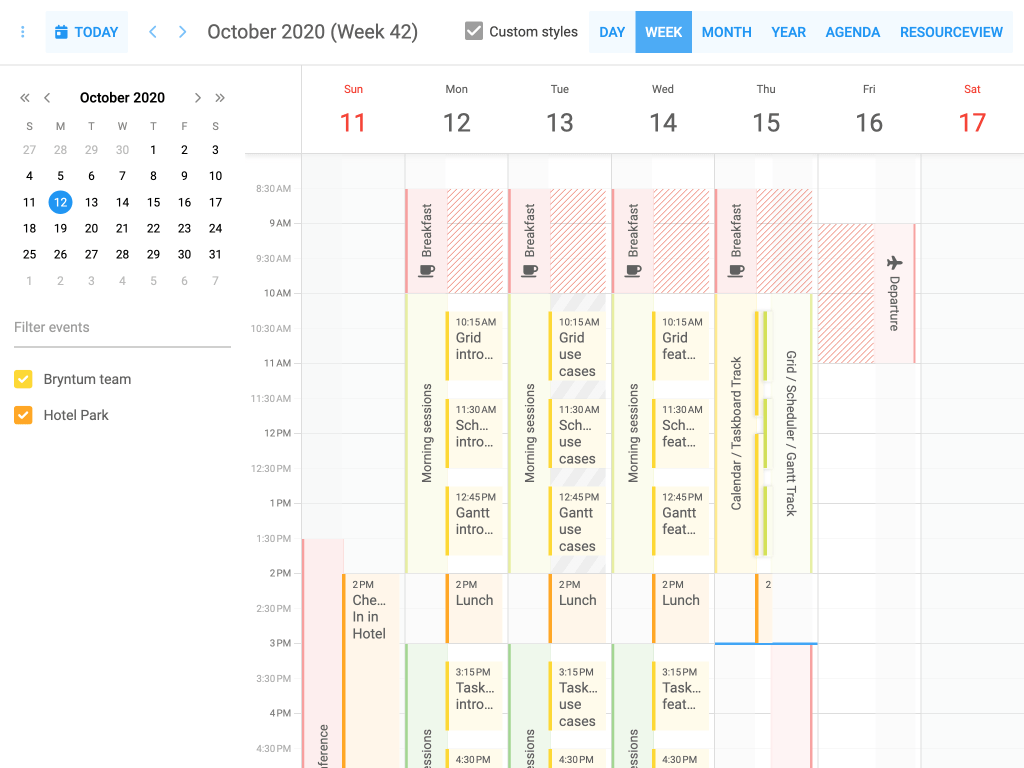 TODAY
October 2020 (Week 42)
Custom styles
DAY
WEEK
MONTH
YEAR
AGENDA
RESOURCEVIEW
October 2020
S M T W T F S
27 28 29 30 1 2 3
4 5 6 7 8 9 10
11 12 13 14 15 16 17
18 19 20 21 22 23 24
25 26 27 28 29 30 31
1 2 3 4 5 6 7
Filter events
Bryntum team
Hotel Park
Sun Mon Tue Wed Thu Fri Sat
11 12 13 14 15 16 17
8:30 AM
9 AM
9:30 AM
10 AM
10:30 AM
11 AM
11:30 AM
12 PM
12:30 PM
1 PM
1:30 PM
2 PM
2:30 PM
3 PM
3:30 PM
4 PM
4:30 PM
2 PM
Che...
In in
Hotel
Breakfast
Morning sessions
10:15 AM
Grid
intro...
11:30 AM
Sch...
intro...
12:45 PM
Gantt
intro...
2 PM
Lunch
3:15 PM
Task...
intro...
4:30 PM
Breakfast
Morning sessions
10:15 AM
Grid
use
cases
11:30 AM
Sch...
use
cases
12:45 PM
Gantt
use
cases
2 PM
Lunch
3:15 PM
Task...
use
cases
4:30 PM
Breakfast
Morning sessions
10:15 AM
Grid
feat...
11:30 AM
Sch...
feat...
12:45 PM
Gantt
feat...
2 PM
Lunch
3:15 PM
Task...
feat...
4:30 PM
Breakfast
Calendar / Taskboard Track
Grid / Scheduler / Gantt Track
2
Departure